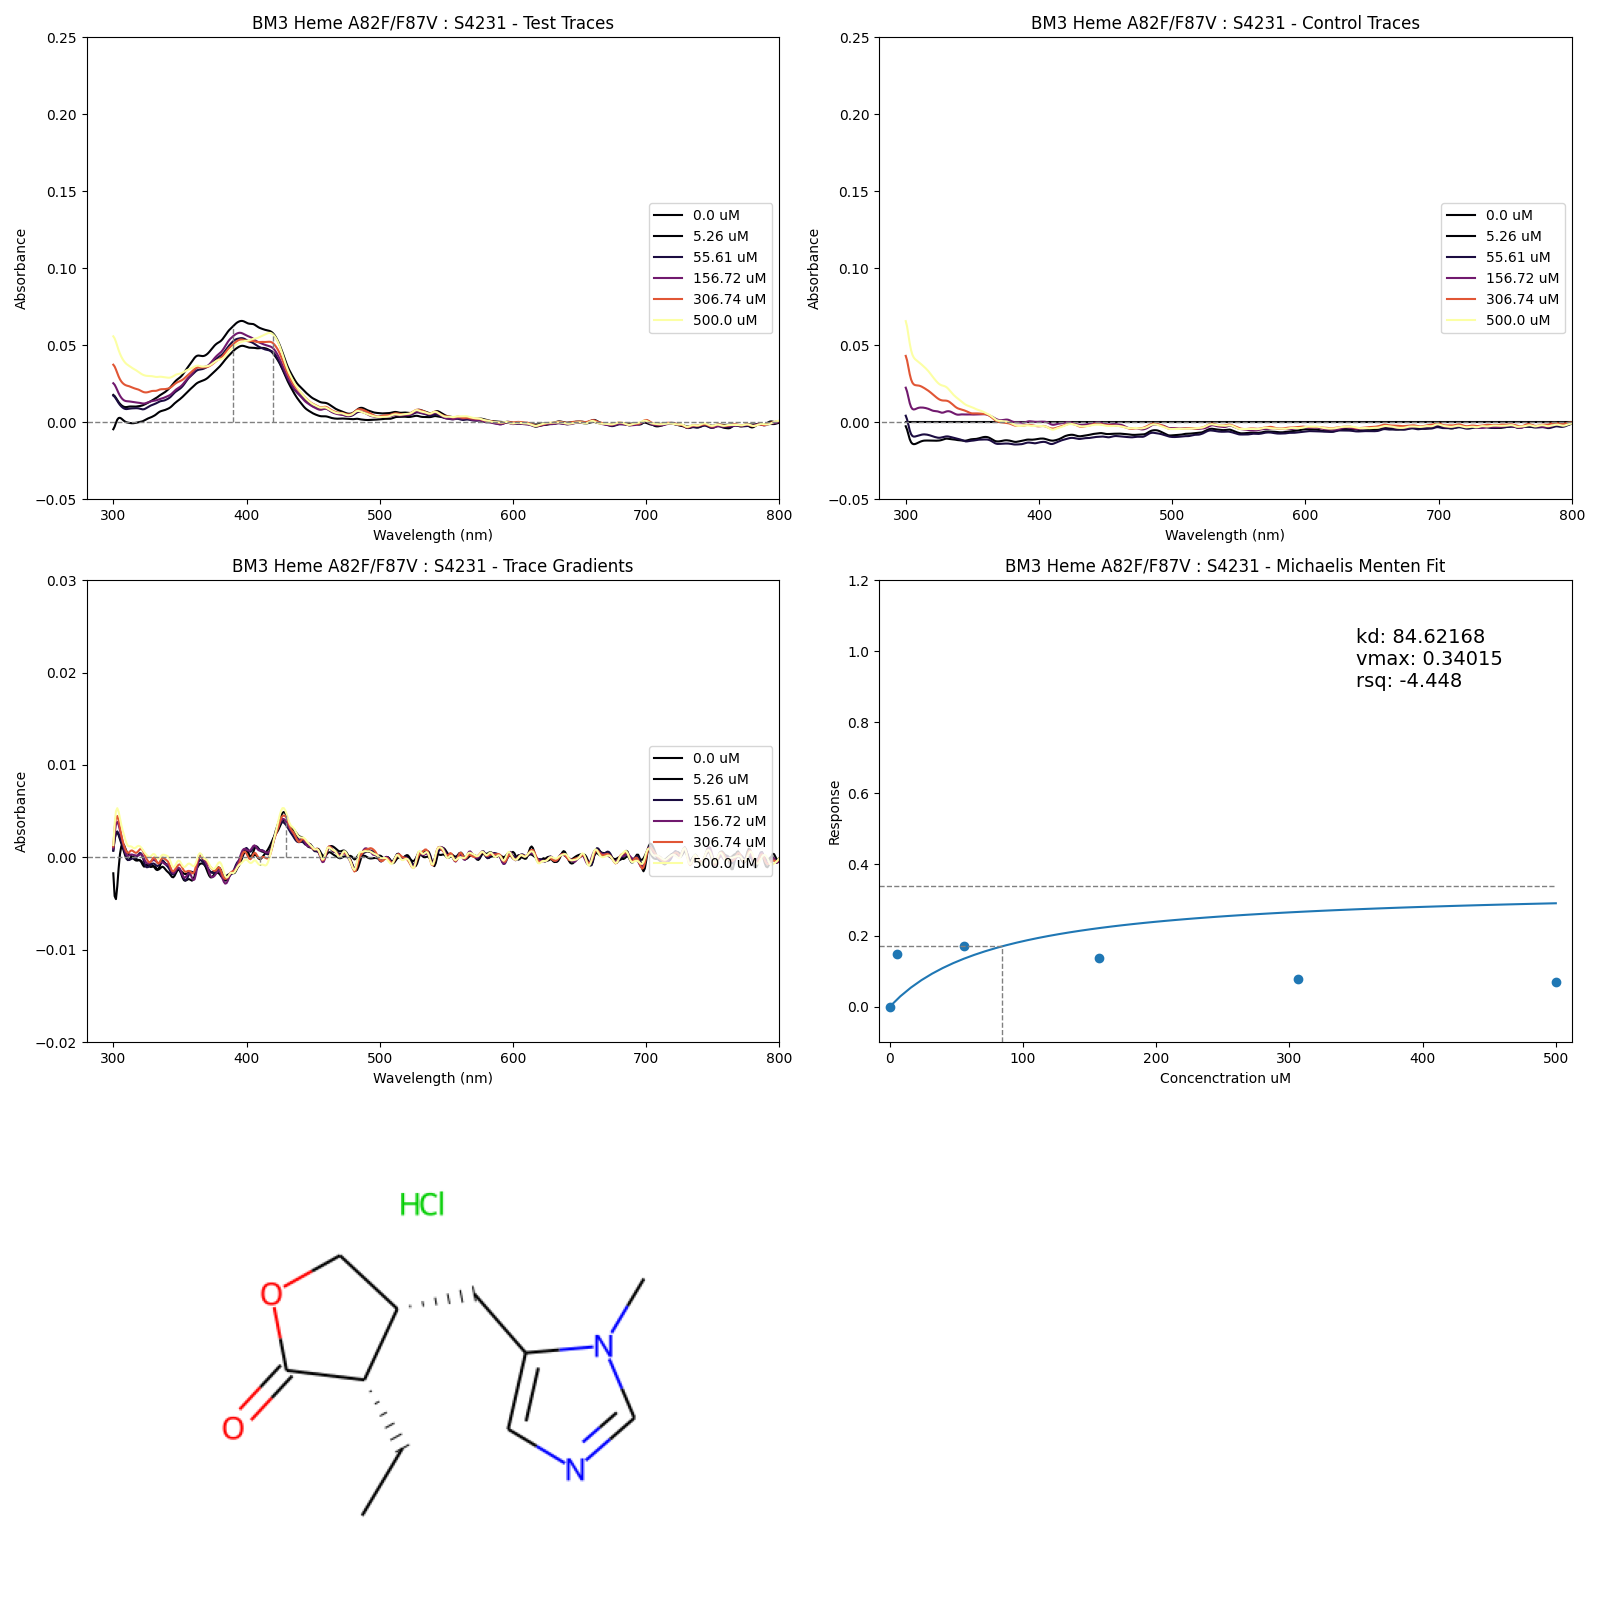 BM3 Heme A82F/F87V : S4231 - Test Traces
0.25
0.20
0.15
0.10
0.05
0.00
−0.05
Absorbance
300 400 500 600 700 800
Wavelength (nm)
0.0 uM
5.26 uM
55.61 uM
156.72 uM
306.74 uM
500.0 uM
BM3 Heme A82F/F87V : S4231 - Control Traces
0.25
0.20
0.15
0.10
0.05
0.00
−0.05
Absorbance
300 400 500 600 700 800
Wavelength (nm)
0.0 uM
5.26 uM
55.61 uM
156.72 uM
306.74 uM
500.0 uM
BM3 Heme A82F/F87V : S4231 - Trace Gradients
0.03
0.02
0.01
0.00
−0.01
−0.02
Absorbance
300 400 500 600 700 800
Wavelength (nm)
0.0 uM
5.26 uM
55.61 uM
156.72 uM
306.74 uM
500.0 uM
BM3 Heme A82F/F87V : S4231 - Michaelis Menten Fit
1.2
1.0
0.8
0.6
0.4
0.2
0.0
Response
kd: 84.62168
vmax: 0.34015
rsq: -4.448
0 100 200 300 400 500
Concenctration uM
HCl
O
N
O
N